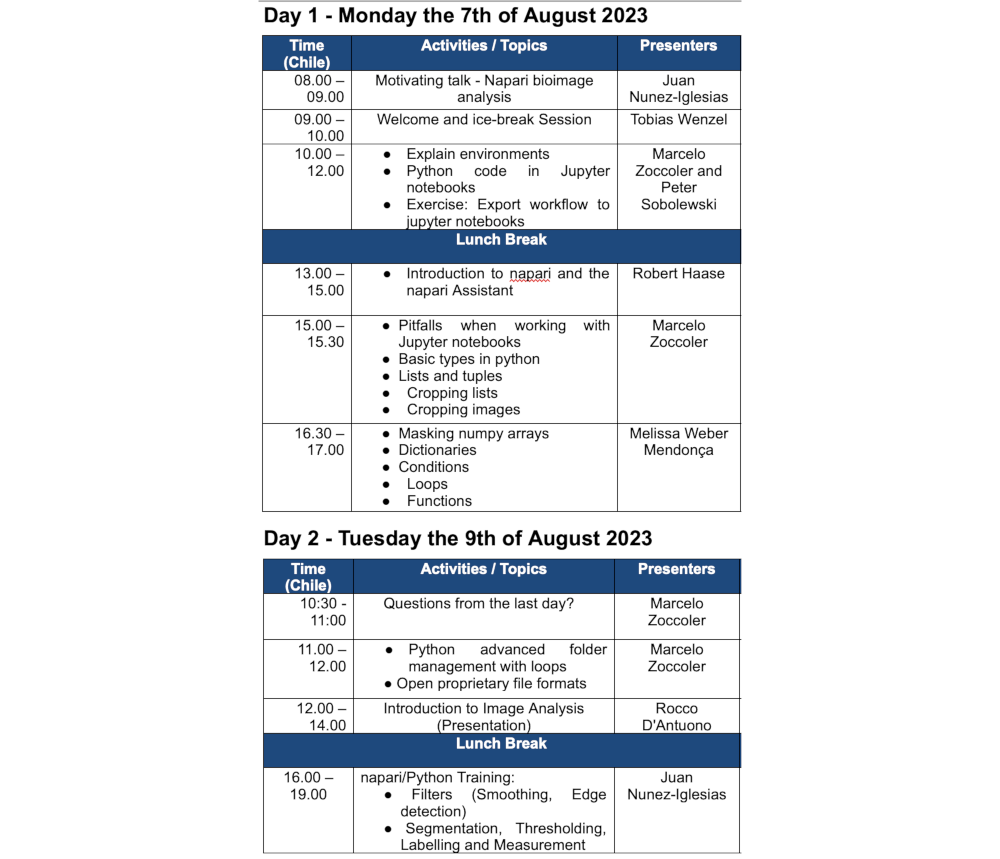 Day 1 - Monday the 7th of August 2023
Time (Chile) Activities / Topics Presenters
08.00 – 09.00
Motivating talk - Napari bioimage
analysis
Juan
Nunez-Iglesias
09.00 –
10.00
Welcome and ice-break Session
Tobias Wenzel
10.00 –
12.00
● Explain environments
● Python code in Jupyter
notebooks
● Exercise: Export workflow to
jupyter notebooks
Marcelo
Zoccoler and
Peter
Sobolewski
Lunch Break
13.00 –
15.00
● Introduction to napari and the
napari Assistant
Robert Haase
15.00 –
15.30
● Pitfalls when working with
Jupyter notebooks
● Basic types in python
● Lists and tuples
● Cropping lists
● Cropping images
Marcelo
Zoccoler
16.30 –
17.00
● Masking numpy arrays
● Dictionaries
● Conditions
● Loops
● Functions
Melissa Weber
Mendonça
Day 2 - Tuesday the 9th of August 2023
Time
(Chile)
Activities / Topics
Presenters
10:30 -
11:00
Questions from the last day?
Marcelo
Zoccoler
11.00 –
12.00
● Python advanced folder
management with loops
● Open proprietary file formats
Marcelo
Zoccoler
12.00 –
14.00
Introduction to Image Analysis
(Presentation)
Rocco
D'Antuono
Lunch Break
16.00 –
19.00
napari/Python Training:
● Filters (Smoothing, Edge
detection)
● Segmentation, Thresholding,
Labelling and Measurement
Juan
Nunez-Iglesias